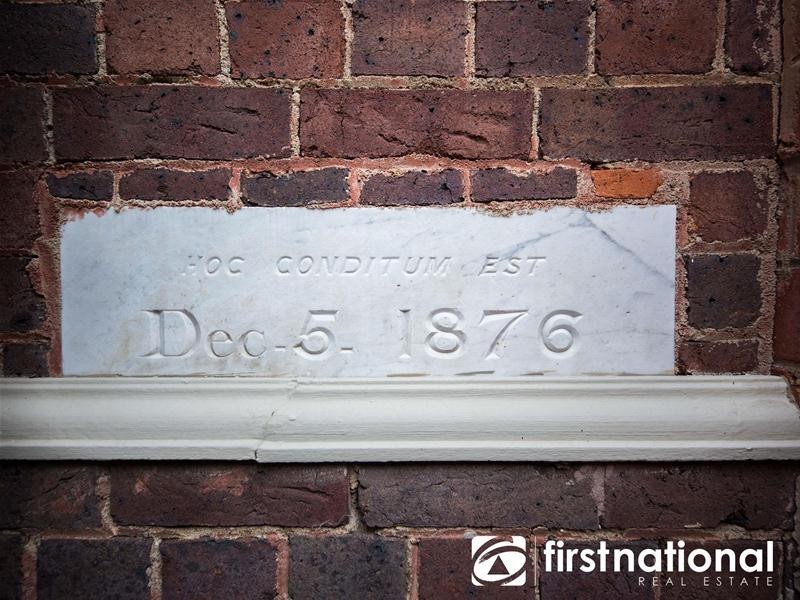 HOC CONDITUM EST
Dec. 5. 1876
firstnational
REAL ESTATE